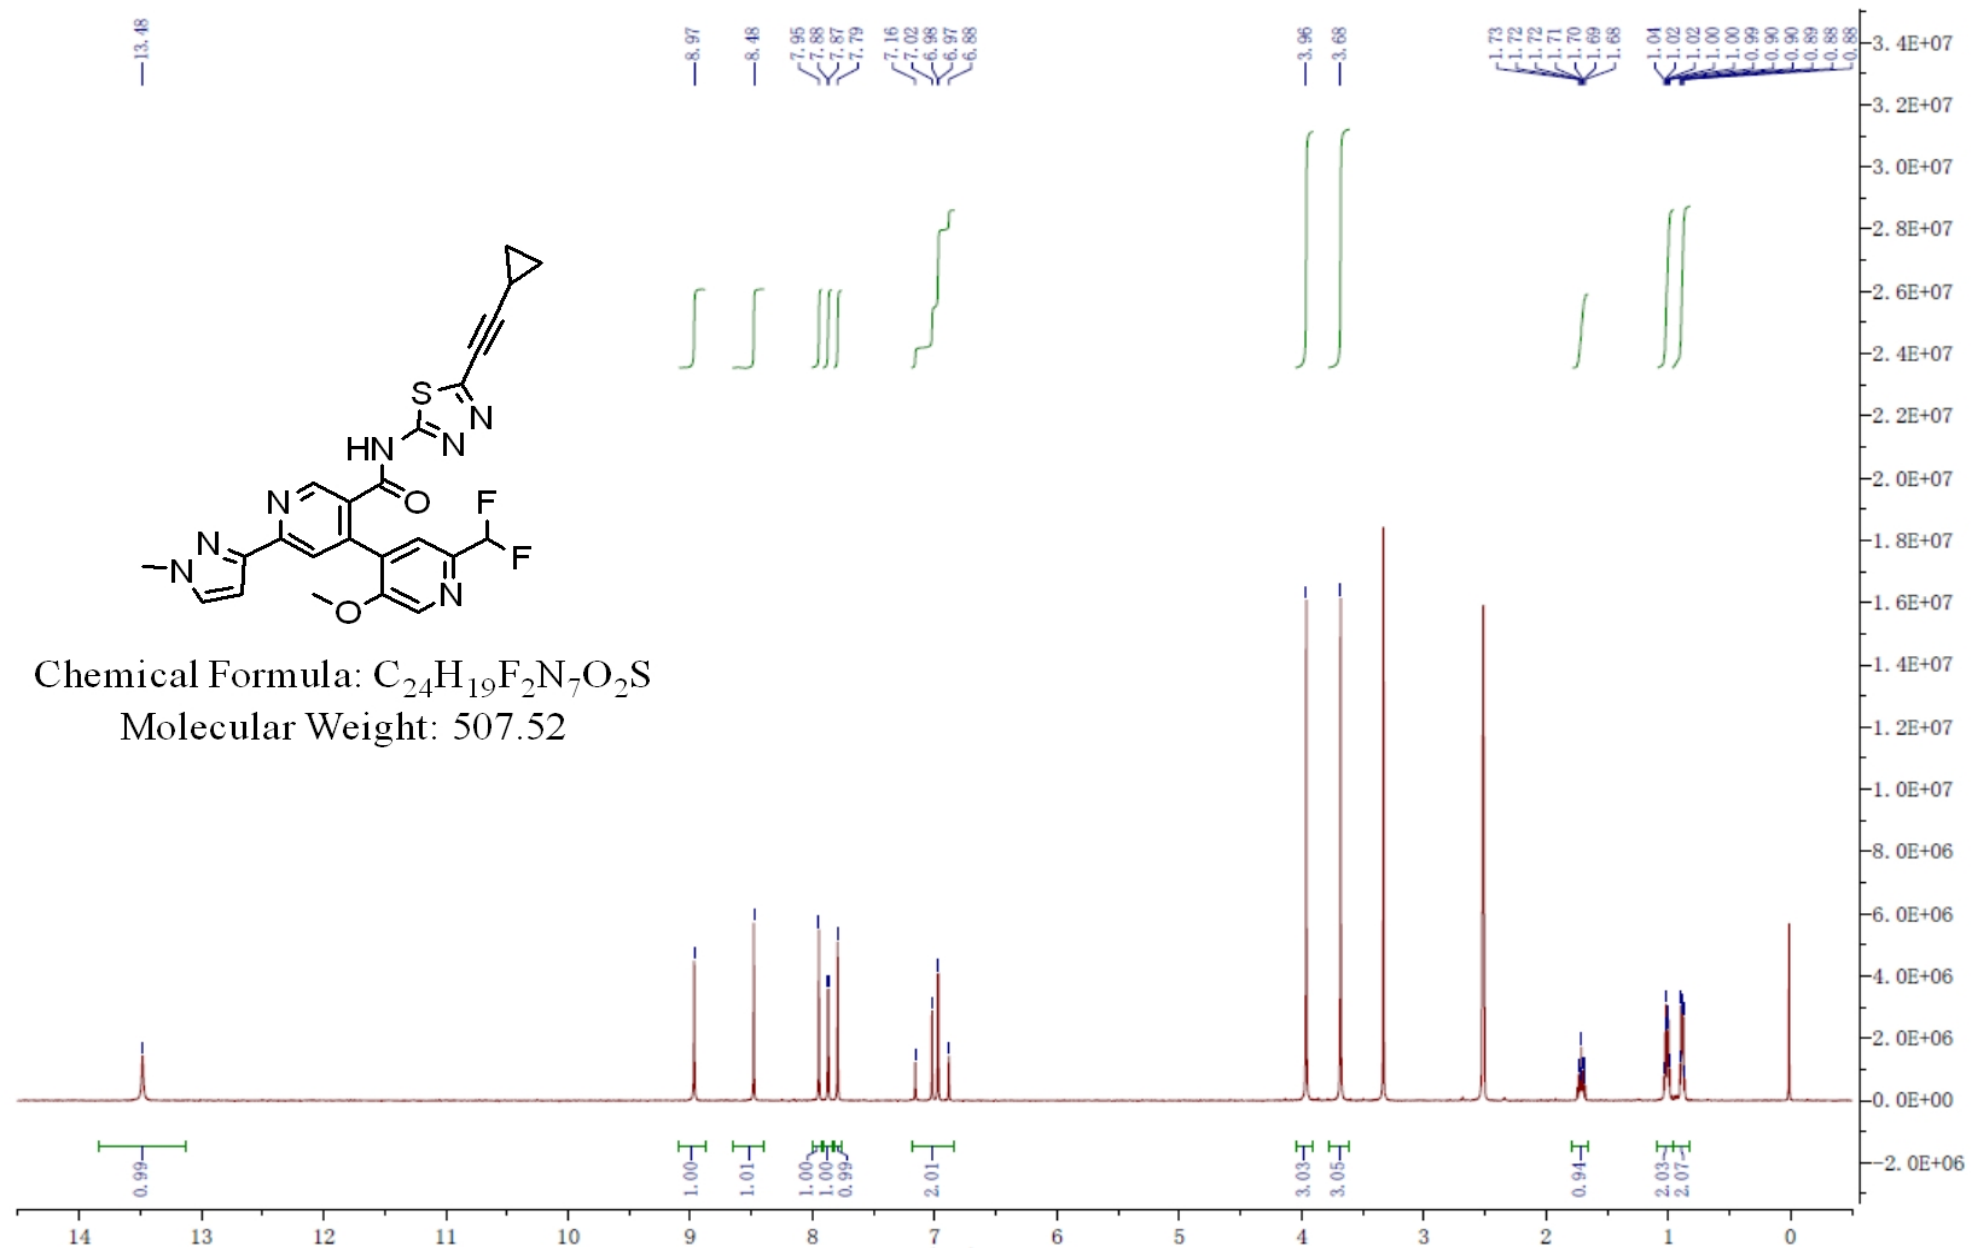 13.48 8.97 8.48 7.95 7.88 7.87 7.79 7.16 7.02 6.98 6.97 6.88 3.96 3.68 1.73 1.72 1.72 1.71 1.70 1.69 1.68 1.04 1.02 1.02 1.00 1.00 0.99 0.90 0.90 0.89 0.88 0.88
3.4E+07
3.2E+07
3.0E+07
2.8E+07
2.6E+07
2.4E+07
2.2E+07
2.0E+07
1.8E+07
1.6E+07
1.4E+07
1.2E+07
1.0E+07
8.0E+06
6.0E+06
4.0E+06
2.0E+06
0.0E+00
-2.0E+06
S
N
HN N
N O F
N F
N N
O
Chemical Formula: C24H19F2N7O2S
Molecular Weight: 507.52
0.99 1.00 1.01 1.00 1.00 0.99 2.01 3.03 3.05 0.94 2.03 2.07
14 13 12 11 10 9 8 7 6 5 4 3 2 1 0